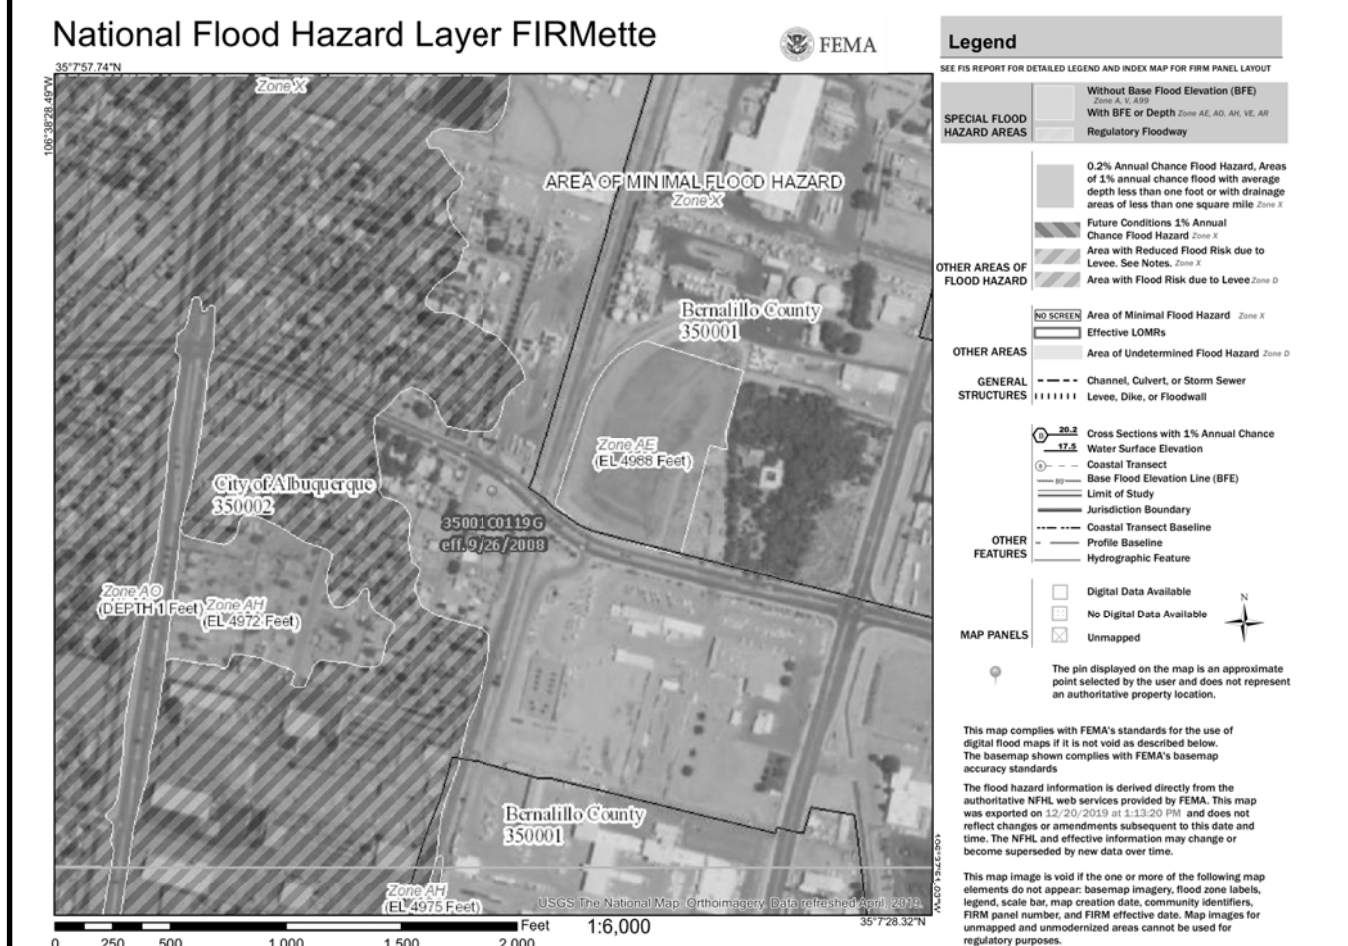 National Flood Hazard Layer FIRMette
FEMA
35°7'57.74"N
106°38'28.49"W
Zone X
AREA OF MINIMAL FLOOD HAZARD
Zone X
Bernalillo County
350001
Zone AE
(EL 4988 Feet)
City of Albuquerque
350002
35001C0119G
eff. 9/26/2008
Zone AO
(DEPTH 1 Feet)
Zone AH
(EL 4972 Feet)
Bernalillo County
350001
Zone AH
(EL 4975 Feet)
USGS The National Map: Orthoimagery. Data refreshed April, 2019.
106°37'51.03"W
35°7'28.32"N
Feet
1:6,000
0 250 500 1,000 1,500 2,000
Legend
SEE FIS REPORT FOR DETAILED LEGEND AND INDEX MAP FOR FIRM PANEL LAYOUT
SPECIAL FLOOD
HAZARD AREAS
Without Base Flood Elevation (BFE)
Zone A, V, A99
With BFE or Depth Zone AE, AO, AH, VE, AR
Regulatory Floodway
0.2% Annual Chance Flood Hazard, Areas
of 1% annual chance flood with average
depth less than one foot or with drainage
areas of less than one square mile Zone X
Future Conditions 1% Annual
Chance Flood Hazard Zone X
Area with Reduced Flood Risk due to
Levee. See Notes. Zone X
Area with Flood Risk due to Levee Zone D
OTHER AREAS OF
FLOOD HAZARD
NO SCREEN Area of Minimal Flood Hazard Zone X
Effective LOMRs
OTHER AREAS
Area of Undetermined Flood Hazard Zone D
GENERAL
STRUCTURES
Channel, Culvert, or Storm Sewer
Levee, Dike, or Floodwall
B 20.2 Cross Sections with 1% Annual Chance
17.5 Water Surface Elevation
Coastal Transect
Base Flood Elevation Line (BFE)
Limit of Study
Jurisdiction Boundary
Coastal Transect Baseline
OTHER
FEATURES
Profile Baseline
Hydrographic Feature
Digital Data Available
No Digital Data Available
MAP PANELS
Unmapped
N
The pin displayed on the map is an approximate
point selected by the user and does not represent
an authoritative property location.
This map complies with FEMA's standards for the use of
digital flood maps if it is not void as described below.
The basemap shown complies with FEMA's basemap
accuracy standards
The flood hazard information is derived directly from the
authoritative NFHL web services provided by FEMA. This map
was exported on 12/20/2019 at 1:13:20 PM and does not
reflect changes or amendments subsequent to this date and
time. The NFHL and effective information may change or
become superseded by new data over time.
This map image is void if the one or more of the following map
elements do not appear: basemap imagery, flood zone labels,
legend, scale bar, map creation date, community identifiers,
FIRM panel number, and FIRM effective date. Map images for
unmapped and unmodernized areas cannot be used for
regulatory purposes.